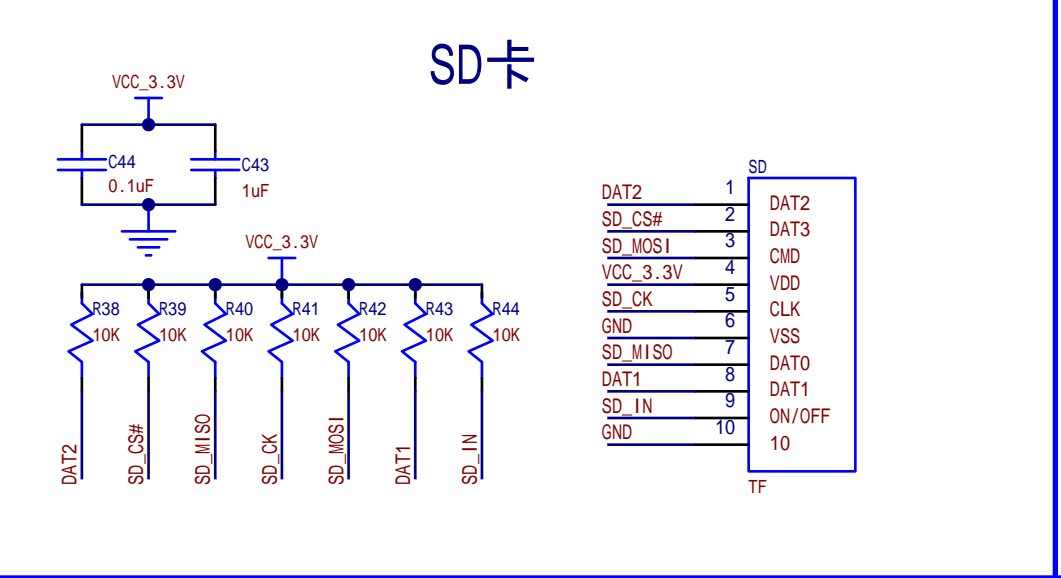 SD卡
VCC_3.3V
C44
0.1uF
C43
1uF
VCC_3.3V
R38
10K
R39
10K
R40
10K
R41
10K
R42
10K
R43
10K
R44
10K
DAT2
SD_CS#
SD_MISO
SD_CK
SD_MOSI
DAT1
SD_IN
SD
DAT2 1 DAT2
SD_CS# 2 DAT3
SD_MOSI 3 CMD
VCC_3.3V 4 VDD
SD_CK 5 CLK
GND 6 VSS
SD_MISO 7 DAT0
DAT1 8 DAT1
SD_IN 9 ON/OFF
GND 10 10
TF